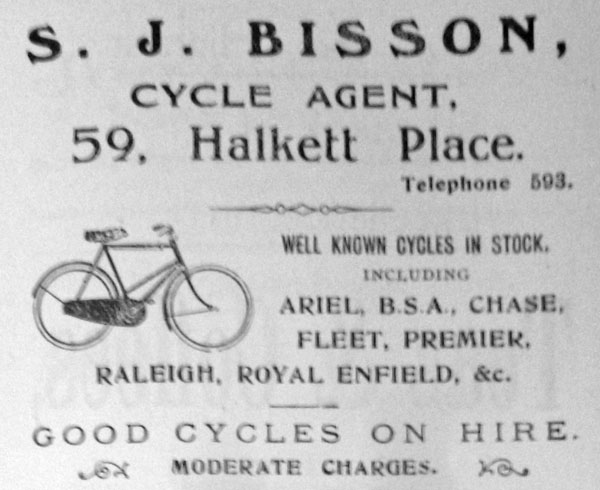 S. J. BISSON,
CYCLE AGENT,
59, Halkett Place.
Telephone 593.
WELL KNOWN CYCLES IN STOCK.
INCLUDING
ARIEL, B.S.A., CHASE,
FLEET, PREMIER,
RALEIGH, ROYAL ENFIELD, &c.
GOOD CYCLES ON HIRE.
MODERATE CHARGES.